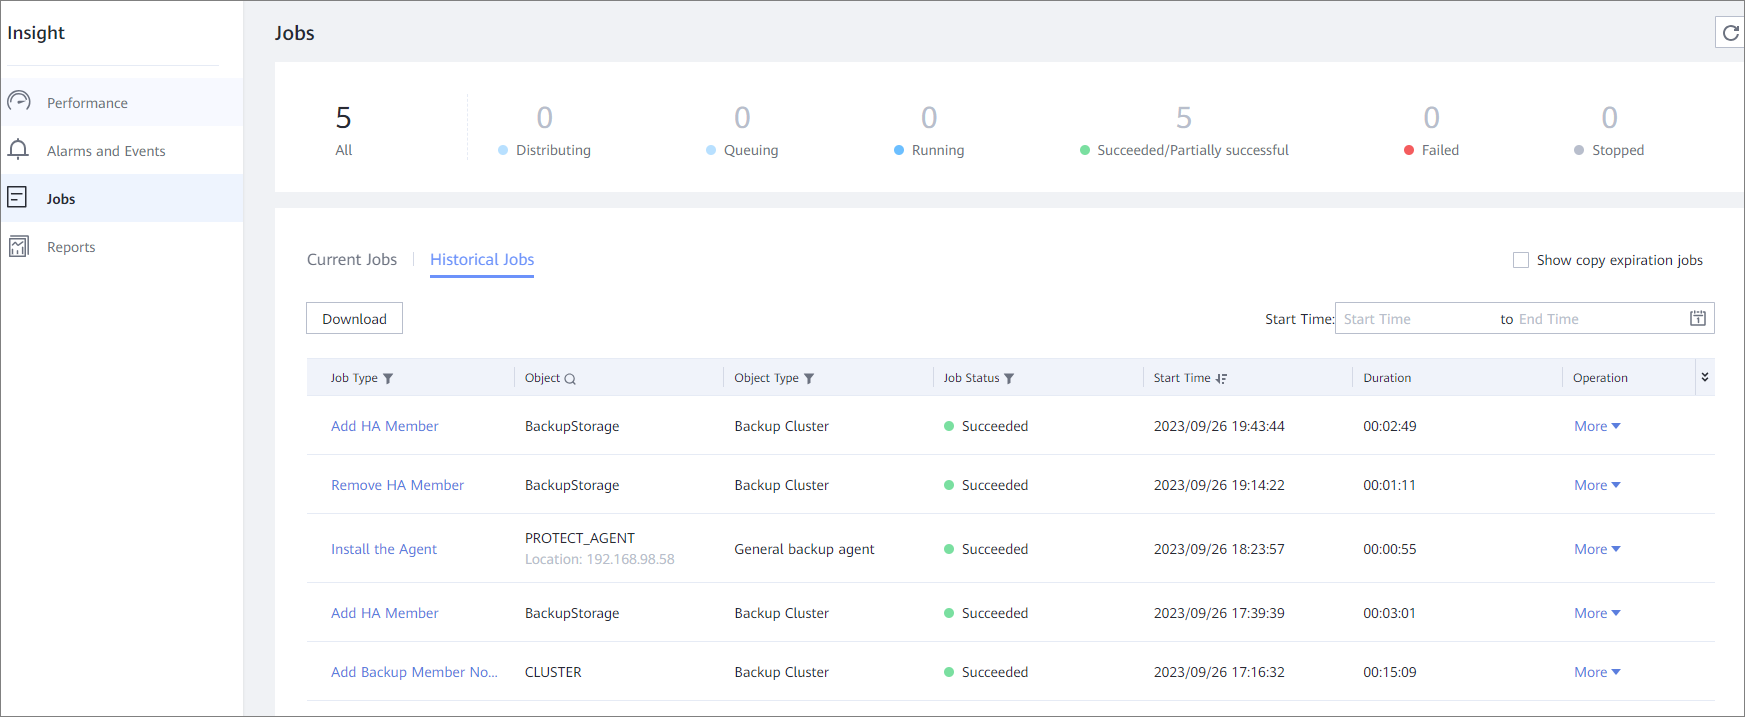 Insight
Performance
Alarms and Events
Jobs
Reports
Jobs
5 0 0 0 5 0 0
All Distributing Queuing Running Succeeded/Partially successful Failed Stopped
Current Jobs Historical Jobs Show copy expiration jobs
Download Start Time: Start Time to End Time
Job Type Object Object Type Job Status Start Time Duration Operation
Add HA Member BackupStorage Backup Cluster Succeeded 2023/09/26 19:43:44 00:02:49 More
Remove HA Member BackupStorage Backup Cluster Succeeded 2023/09/26 19:14:22 00:01:11 More
Install the Agent PROTECT_AGENT General backup agent Succeeded 2023/09/26 18:23:57 00:00:55 More
Location: 192.168.98.58
Add HA Member BackupStorage Backup Cluster Succeeded 2023/09/26 17:39:39 00:03:01 More
Add Backup Member No... CLUSTER Backup Cluster Succeeded 2023/09/26 17:16:32 00:15:09 More